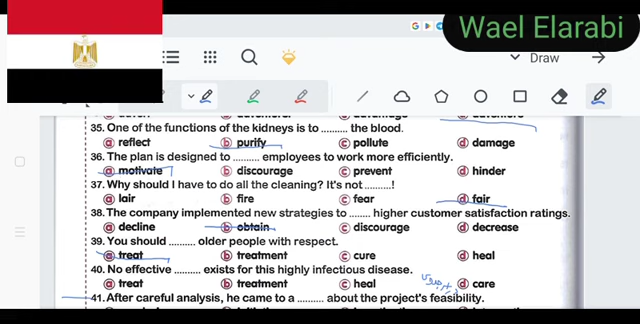 Wael Elarabi
Draw
35. One of the functions of the kidneys is to .......... the blood.
a reflect b purify c pollute d damage
36. The plan is designed to .......... employees to work more efficiently.
a motivate b discourage c prevent d hinder
37. Why should I have to do all the cleaning? It's not ..........!
a lair b fire c fear d fair
38. The company implemented new strategies to ........ higher customer satisfaction ratings.
a decline b obtain c discourage d decrease
39. You should .......... older people with respect.
a treat b treatment c cure d heal
40. No effective .......... exists for this highly infectious disease.
a treat b treatment c heal d care
41. After careful analysis, he came to a .......... about the project's feasibility.